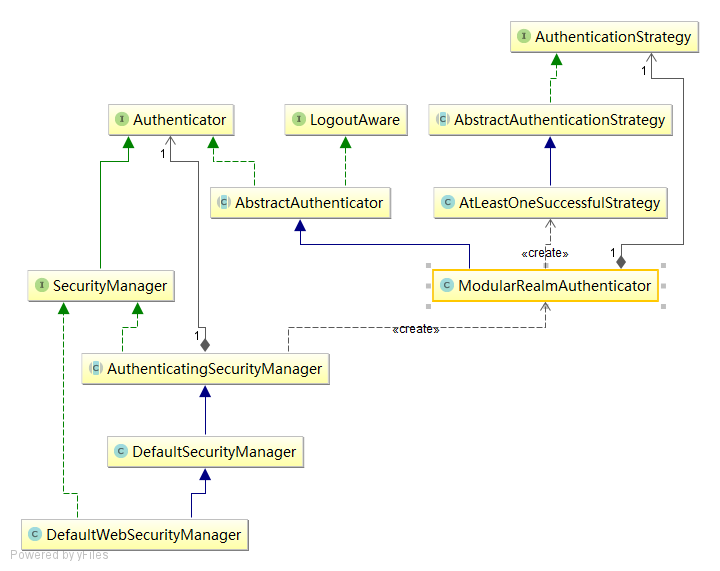 I AuthenticationStrategy
1
I Authenticator
I LogoutAware
C AbstractAuthenticationStrategy
1
C AbstractAuthenticator
C AtLeastOneSuccessfulStrategy
«create»
1
I SecurityManager
C ModularRealmAuthenticator
«create»
1
C AuthenticatingSecurityManager
C DefaultSecurityManager
C DefaultWebSecurityManager
Powered by yFiles